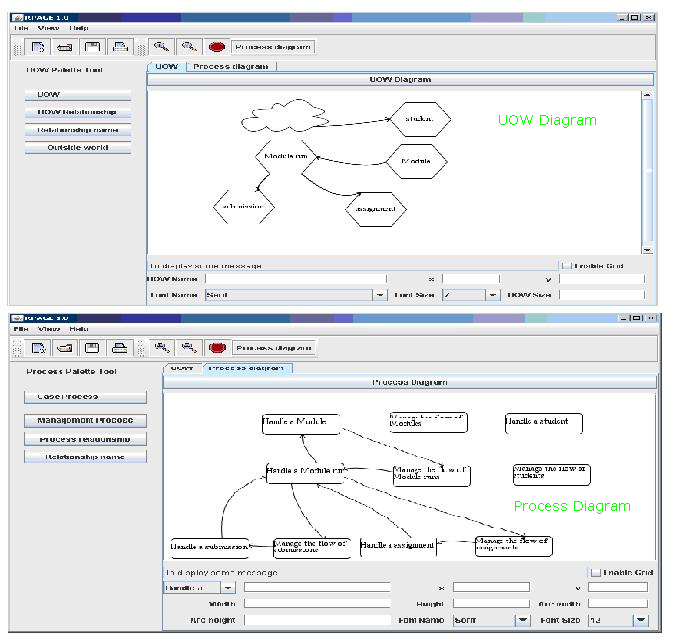 RPACE 1.0
File View Help
Process diagram
UOW Palette Tool
UOW
UOW Relationship
Relationship name
Outside world
UOW Process diagram
UOW Diagram
student
UOW Diagram
Module run
Module
submission
assignment
To display some message
Enable Grid
UOW Name
x
y
Font Name Serif
Font Size
UOW Size
File View Help
Process diagram
Process Palette Tool
Case Process
Management Process
Process relationship
Relationship name
UOW Process diagram
Process Diagram
Handle a Module
Manage the flow of
Modules
Handle a student
Handle a Module run
Manage the flow of
Module runs
Manage the flow of
students
Process Diagram
Handle a submission
Manage the flow of
submissions
Handle a assignment
Manage the flow of
assignments
To display some message
Enable Grid
Handle a
x
y
Width
Height
Arc width
Arc height
Font Name Serif
Font Size 12